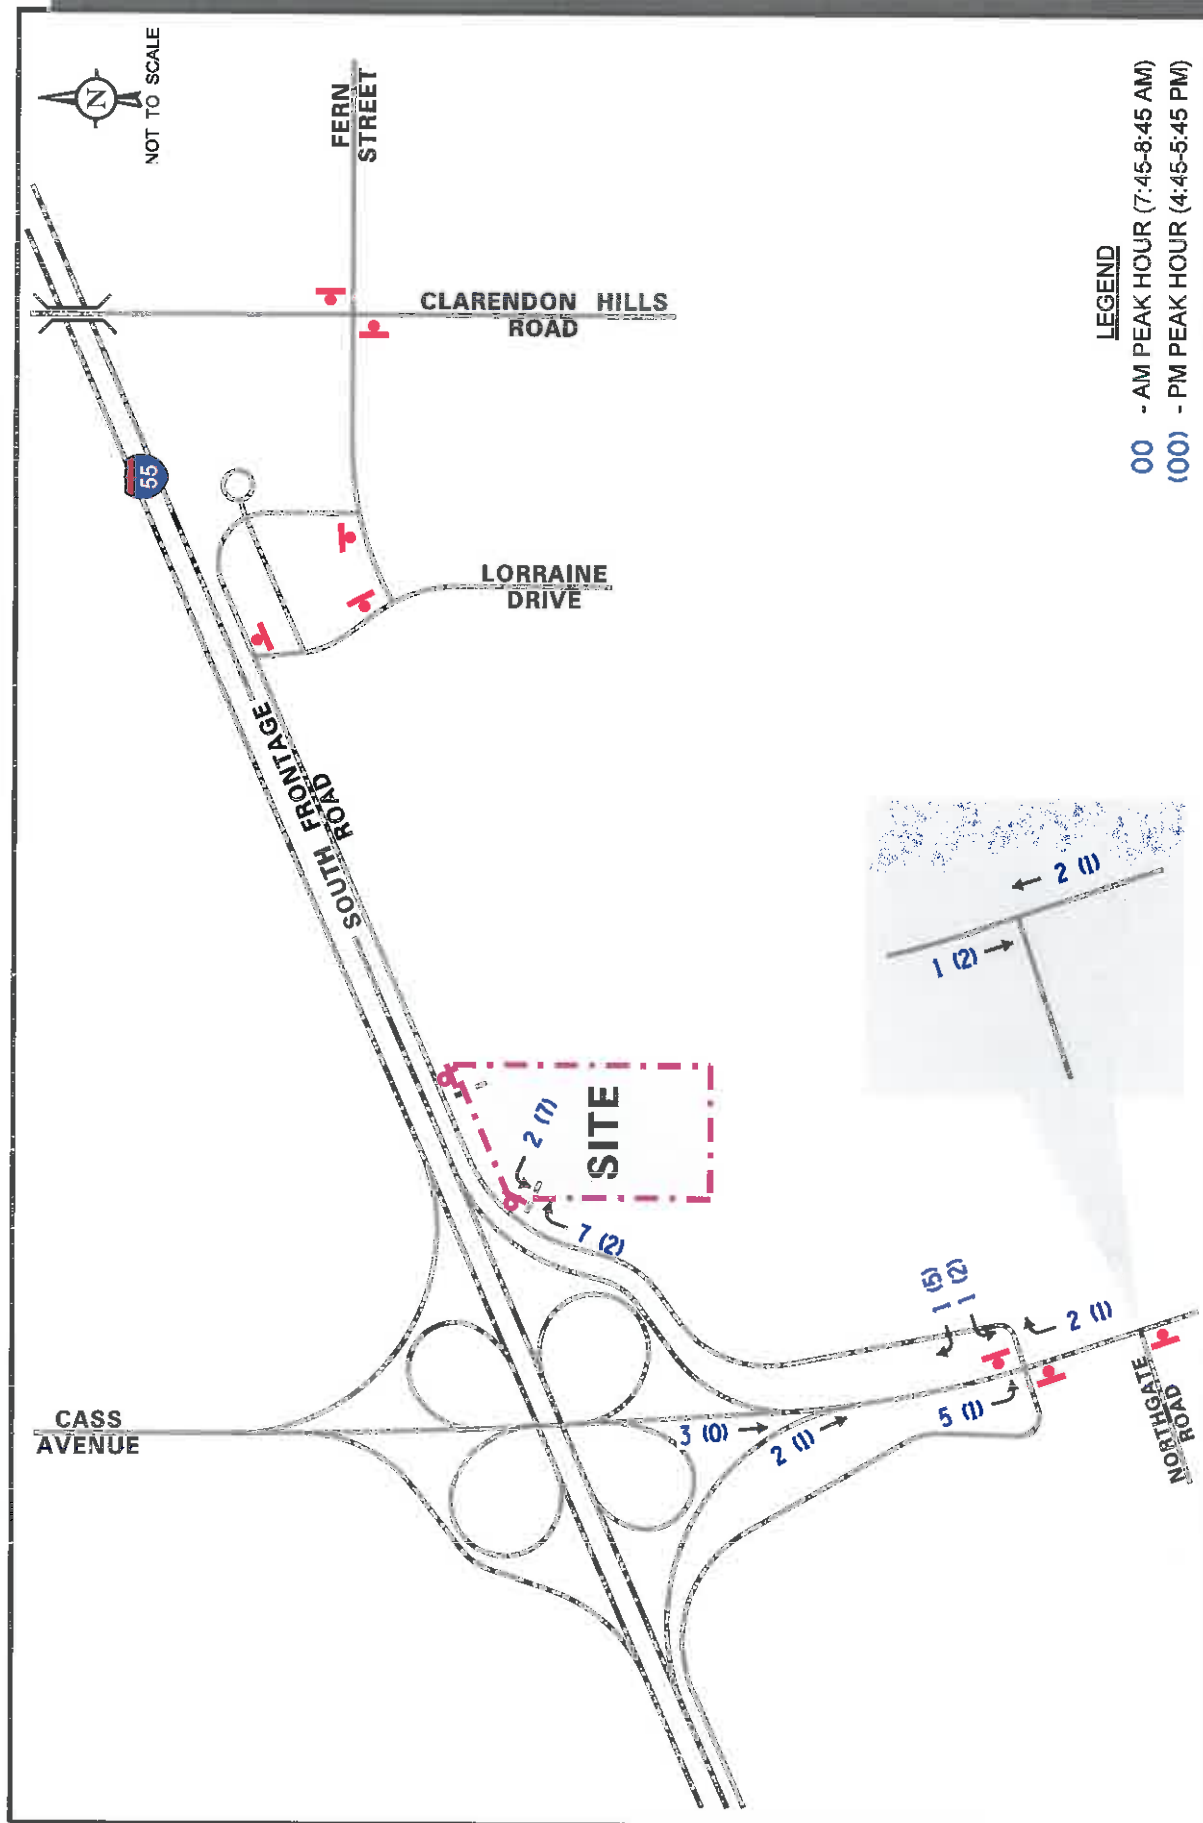 N
NOT TO SCALE
FERN
STREET
CLARENDON HILLS
ROAD
55
LORRAINE
DRIVE
SOUTH FRONTAGE
ROAD
SITE
2 (7)
7 (2)
CASS
AVENUE
3 (0)
2 (1)
5 (1)
1 (5)
1 (2)
2 (1)
NORTHGATE
ROAD
1 (2)
2 (1)
LEGEND
00 - AM PEAK HOUR (7:45-8:45 AM)
(00) - PM PEAK HOUR (4:45-5:45 PM)